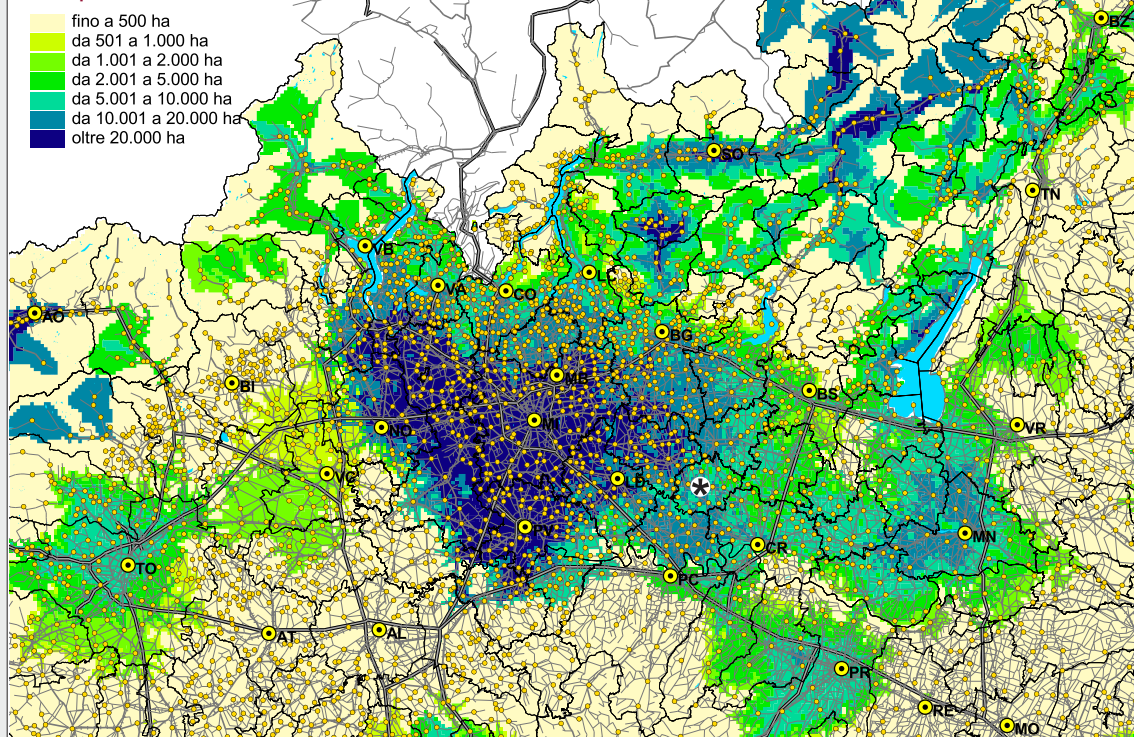 fino a 500 ha
da 501 a 1.000 ha
da 1.001 a 2.000 ha
da 2.001 a 5.000 ha
da 5.001 a 10.000 ha
da 10.001 a 20.000 ha
oltre 20.000 ha
BZ
SO
TN
VB
VA
CO
LC
AO
BG
BI
MB
BS
NO
MI
VR
VC
*
PV
MN
CR
TO
PC
AT
AL
PR
RE
MO